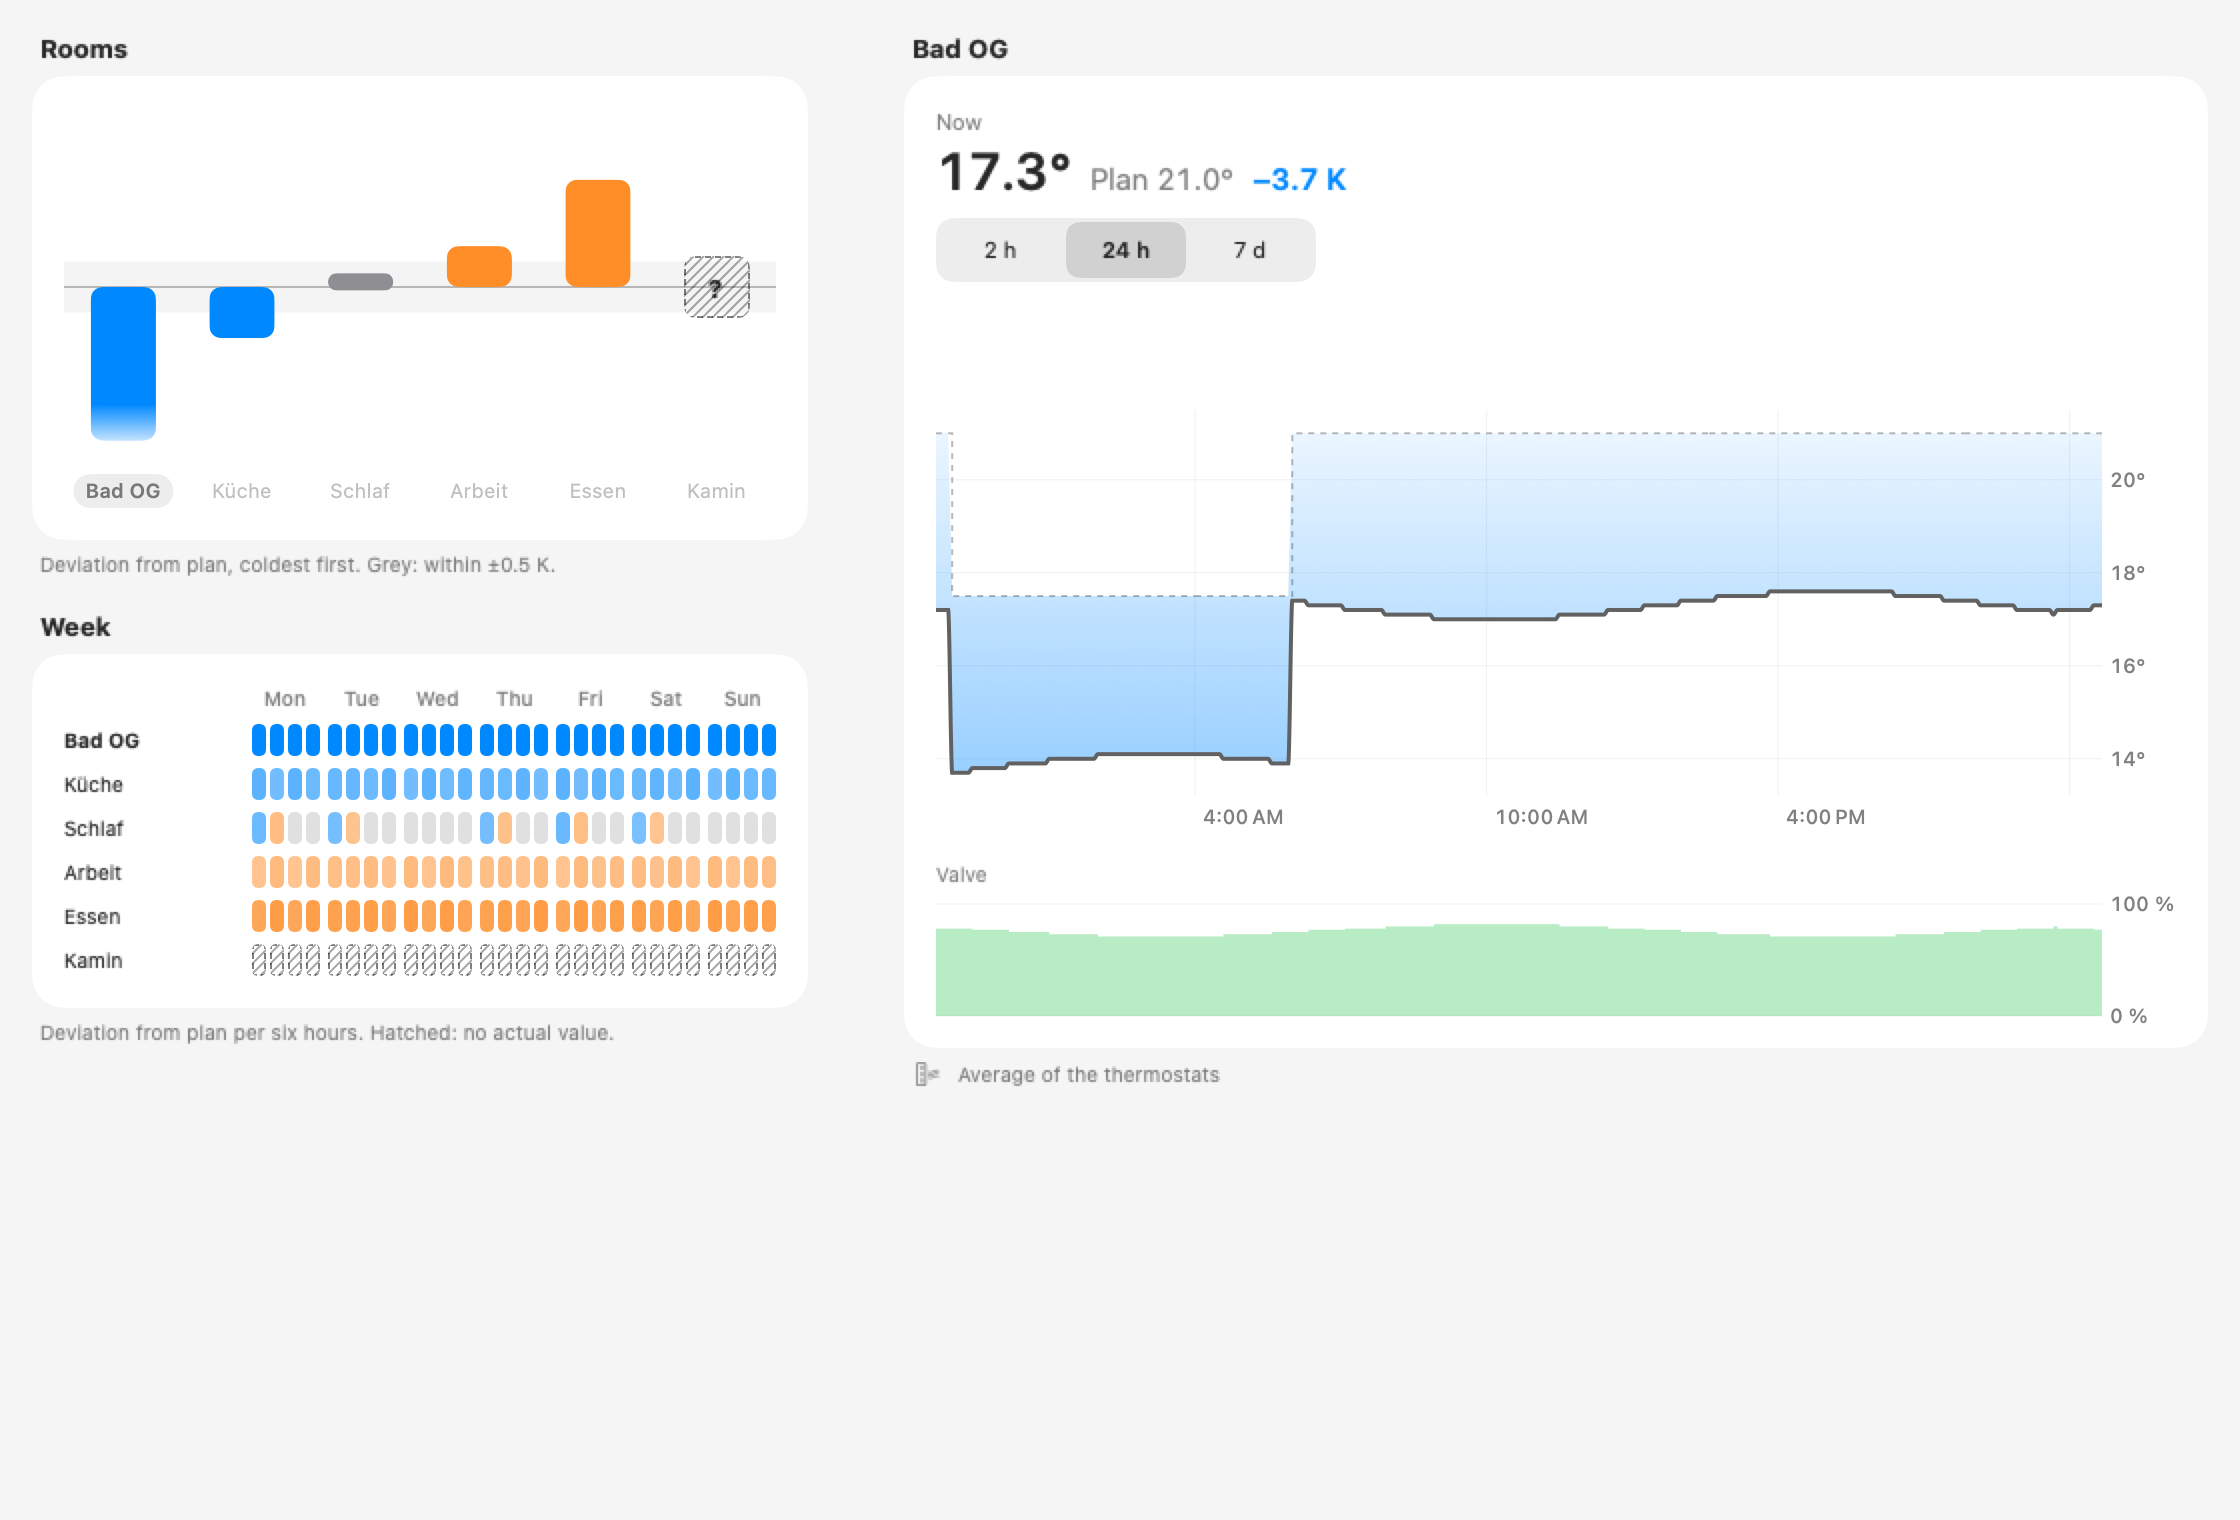 Rooms
?
Bad OG Küche Schlaf Arbeit Essen Kamin
Deviation from plan, coldest first. Grey: within ±0.5 K.
Week
Mon Tue Wed Thu Fri Sat Sun
Bad OG
Küche
Schlaf
Arbeit
Essen
Kamin
Deviation from plan per six hours. Hatched: no actual value.
Bad OG
Now
17.3° Plan 21.0° −3.7 K
2 h 24 h 7 d
20°
18°
16°
14°
4:00 AM 10:00 AM 4:00 PM
Valve
100 %
0 %
Average of the thermostats